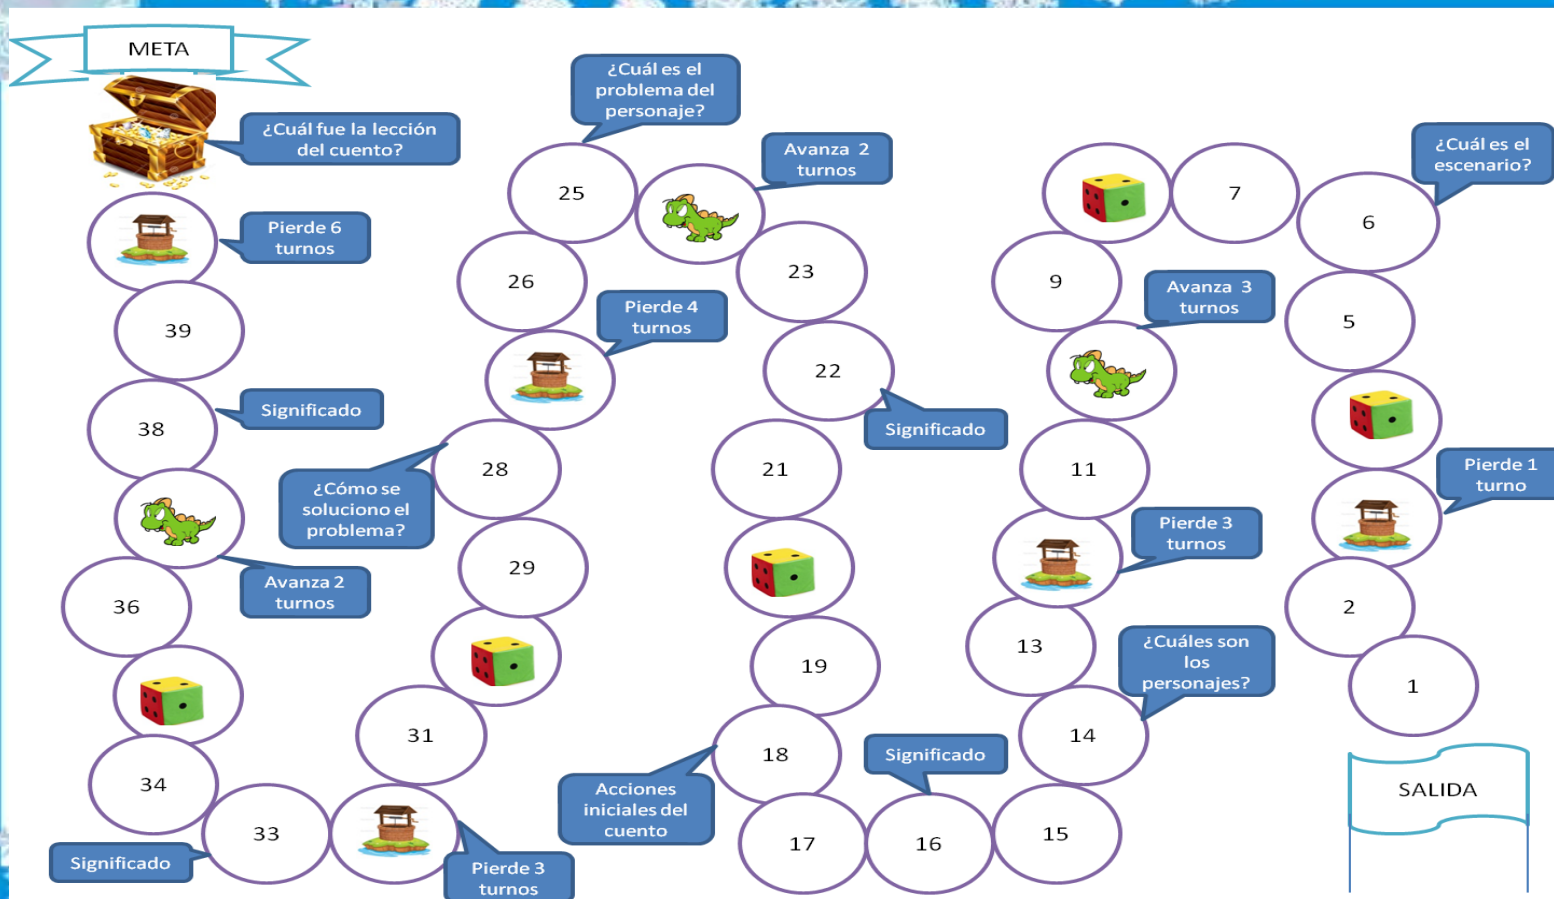 META
¿Cuál fue la lección
del cuento?
Pierde 6
turnos
39
38
Significado
Avanza 2
turnos
36
34
33
Significado
Pierde 3
turnos
31
29
28
¿Cómo se
soluciono el
problema?
Pierde 4
turnos
26
25
¿Cuál es el
problema del
personaje?
Avanza 2
turnos
23
22
Significado
21
19
18
Acciones
iniciales del
cuento
17
16
Significado
15
14
¿Cuáles son
los
personajes?
13
Pierde 3
turnos
11
Avanza 3
turnos
9
7
6
¿Cuál es el
escenario?
5
Pierde 1
turno
2
1
SALIDA